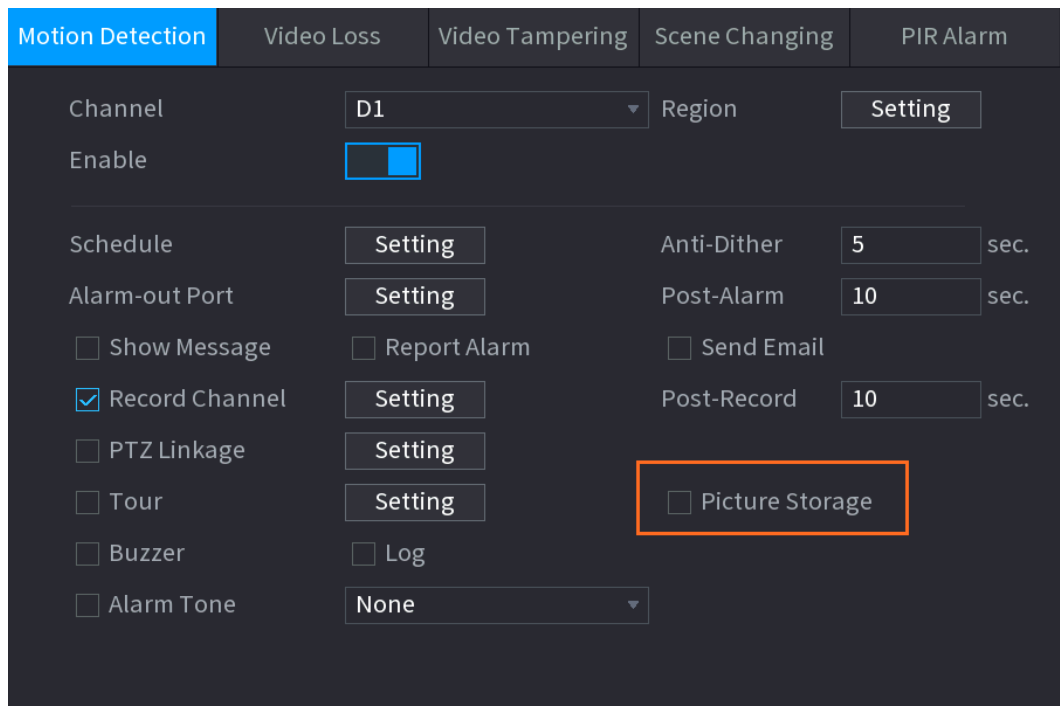 Motion Detection Video Loss Video Tampering Scene Changing PIR Alarm
Channel D1 Region Setting
Enable
Schedule Setting Anti-Dither 5 sec.
Alarm-out Port Setting Post-Alarm 10 sec.
Show Message Report Alarm Send Email
Record Channel Setting Post-Record 10 sec.
PTZ Linkage Setting
Tour Setting Picture Storage
Buzzer Log
Alarm Tone None